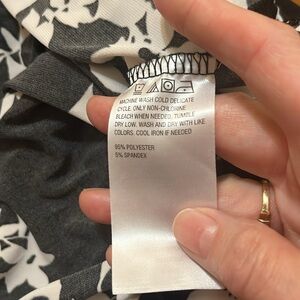 MACHINE WASH COLD DELICATE
CYCLE. ONLY NON-CHLORINE
BLEACH WHEN NEEDED. TUMBLE
DRY LOW. WASH AND DRY WITH LIKE
COLORS. COOL IRON IF NEEDED
95% POLYESTER
5% SPANDEX